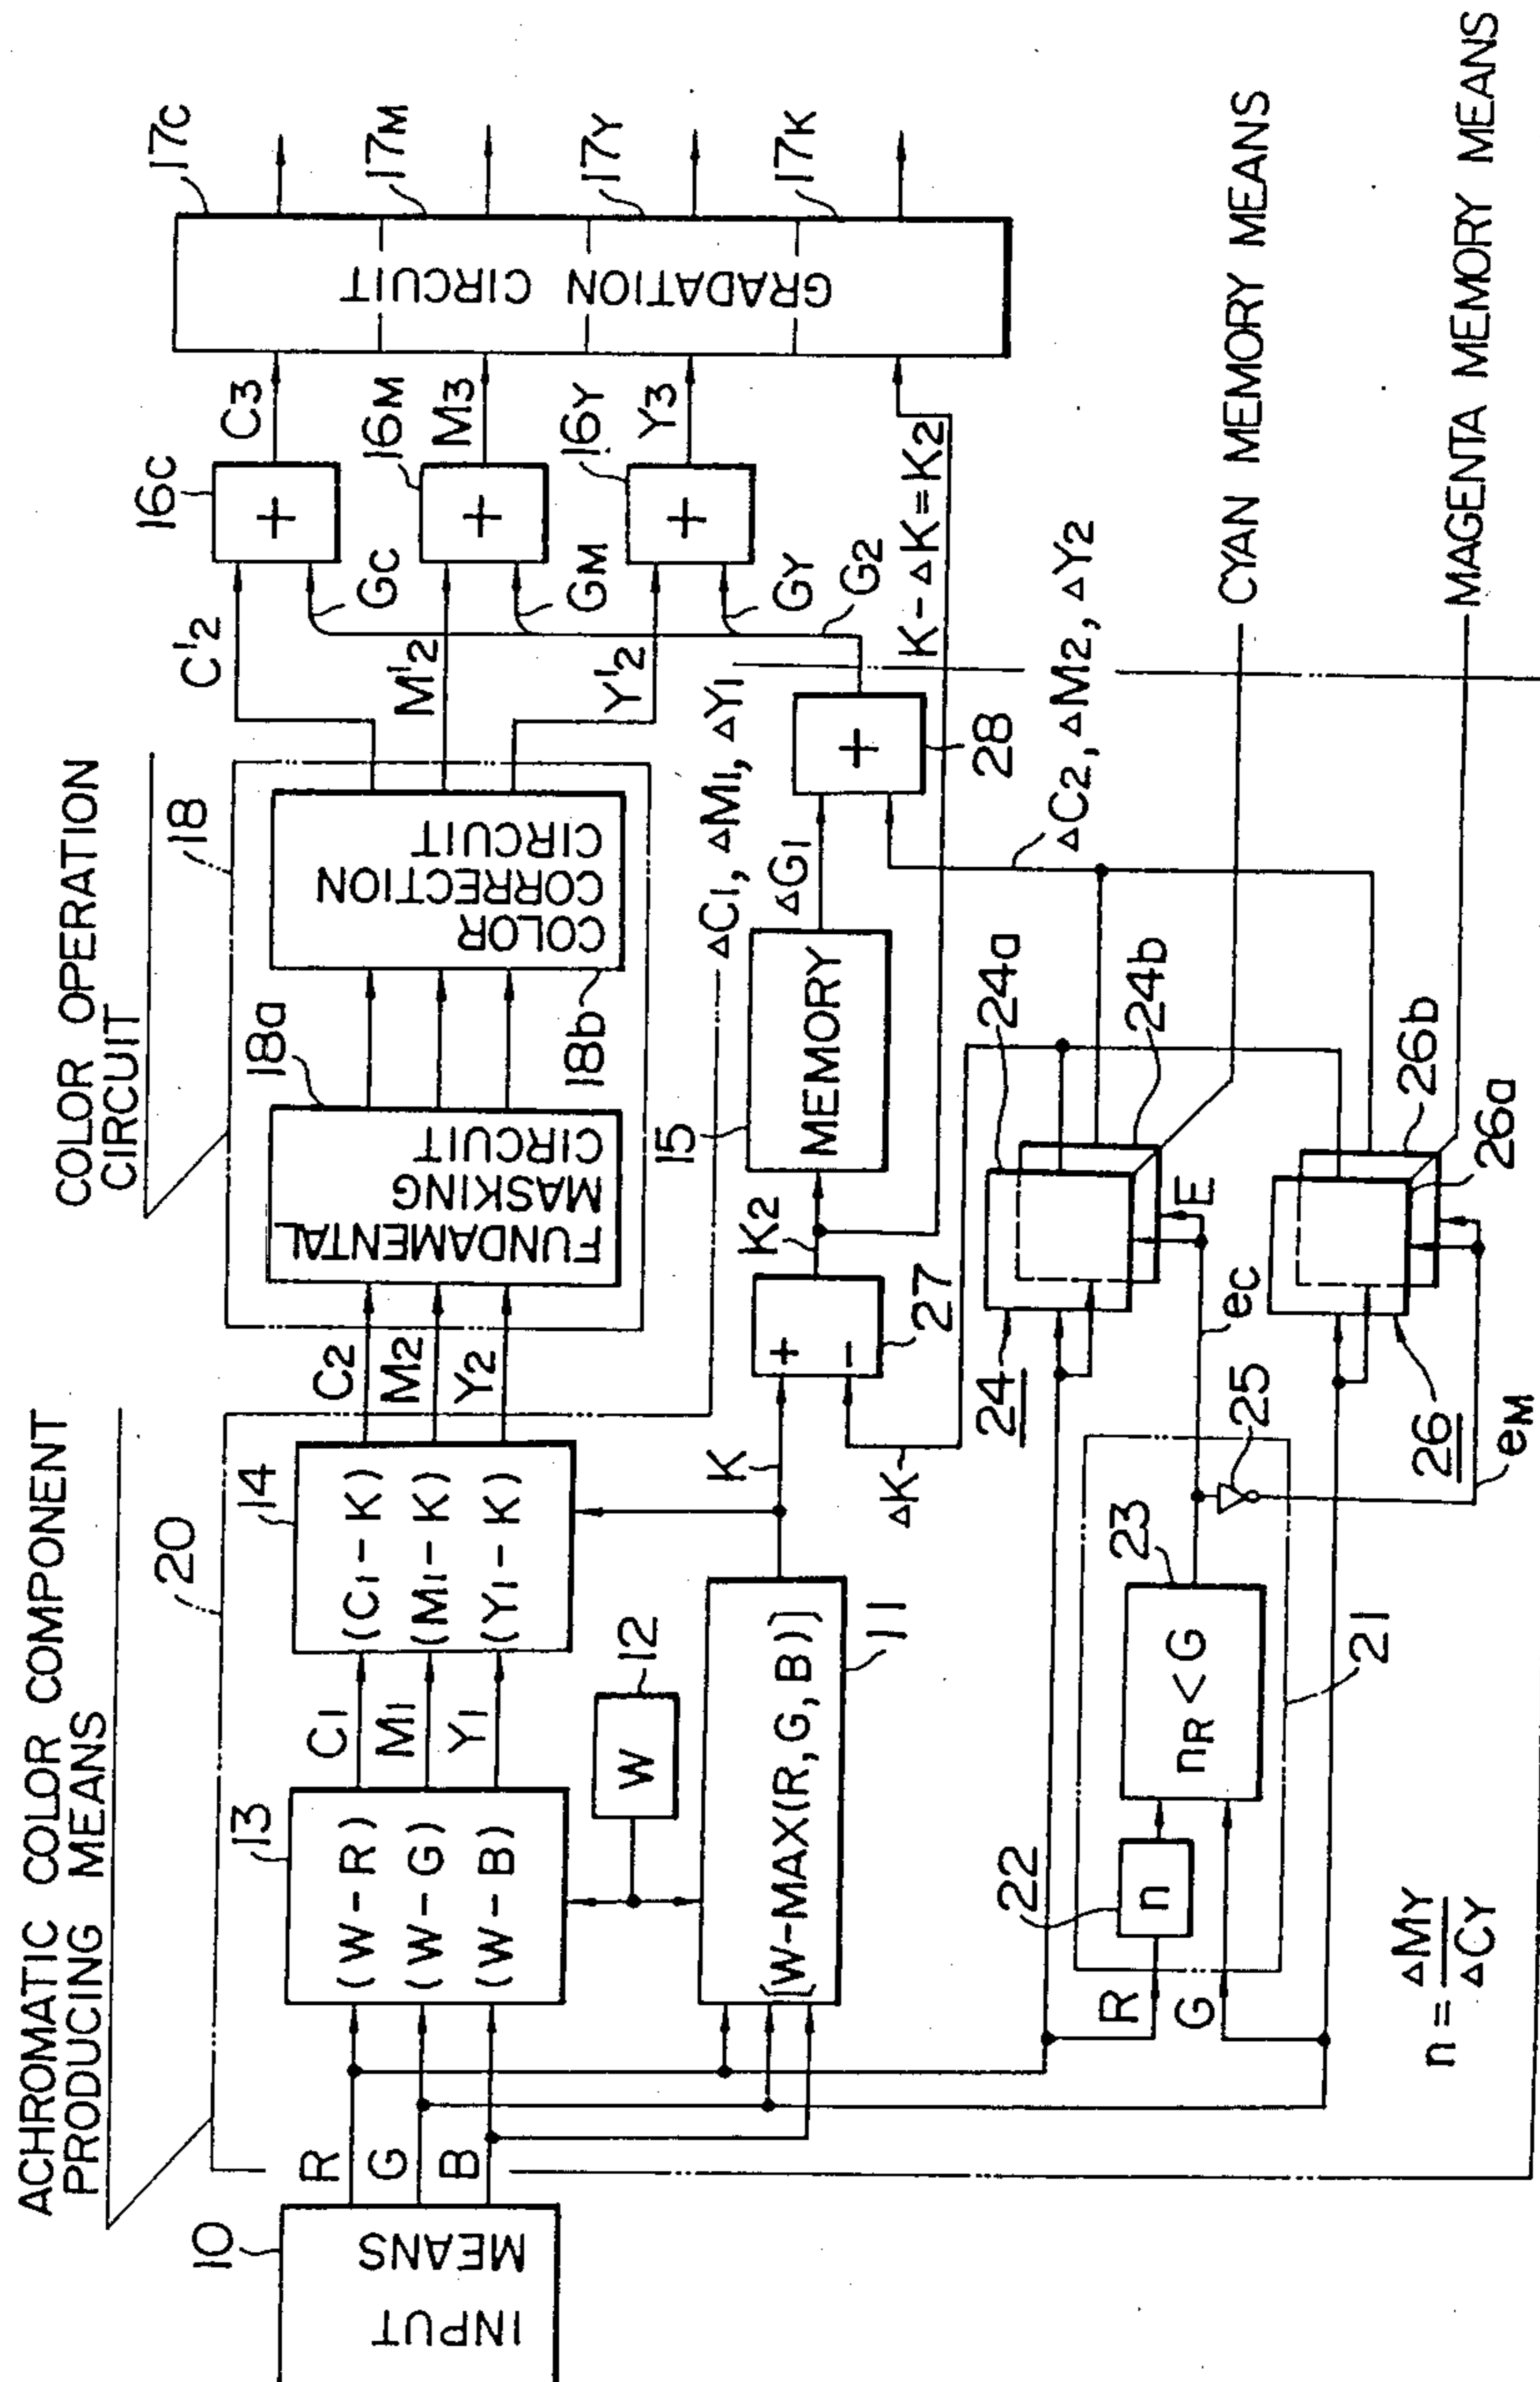 ACHROMATIC COLOR COMPONENT
PRODUCING MEANS
COLOR OPERATION
CIRCUIT
10
INPUT
MEANS
R
G
B
20
13
(W-R)
(W-G)
(W-B)
C1
M1
Y1
14
(C1-K)
(M1-K)
(Y1-K)
C2
M2
Y2
18
18a
FUNDAMENTAL
MASKING
CIRCUIT
18b
COLOR
CORRECTION
CIRCUIT
C'2
M'2
Y'2
16C
+
GC
C3
16M
+
GM
M3
16Y
+
GY
Y3
G2
GRADATION CIRCUIT
17C
17M
17Y
17K
12
W
[W-MAX(R,G,B)]
11
K
ΔK
+
-
27
K2
15
MEMORY
ΔG1
+
28
ΔC1, ΔM1, ΔY1
K-ΔK=K2
ΔC2, ΔM2, ΔY2
R
G
22
n
23
nR<G
21
25
eC
eM
24
24a
24b
E
26
26a
26b
CYAN MEMORY MEANS
MAGENTA MEMORY MEANS
n = ΔMY
ΔCY